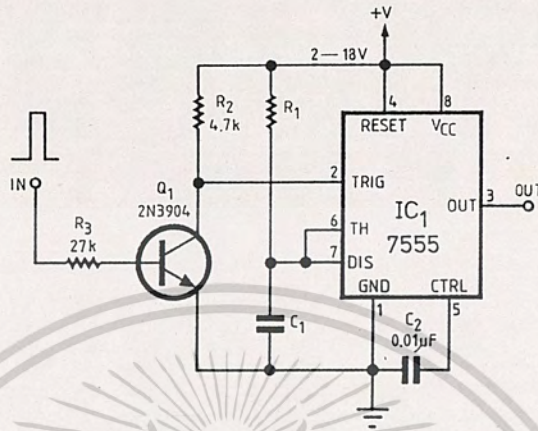 +V
2 — 18V
4
8
RESET
VCC
R2
4.7k
R1
IN
Q1
2N3904
R3
27k
2
TRIG
6
TH
7
DIS
IC1
7555
OUT
3
OUT
GND
CTRL
1
5
C1
C2
0.01µF